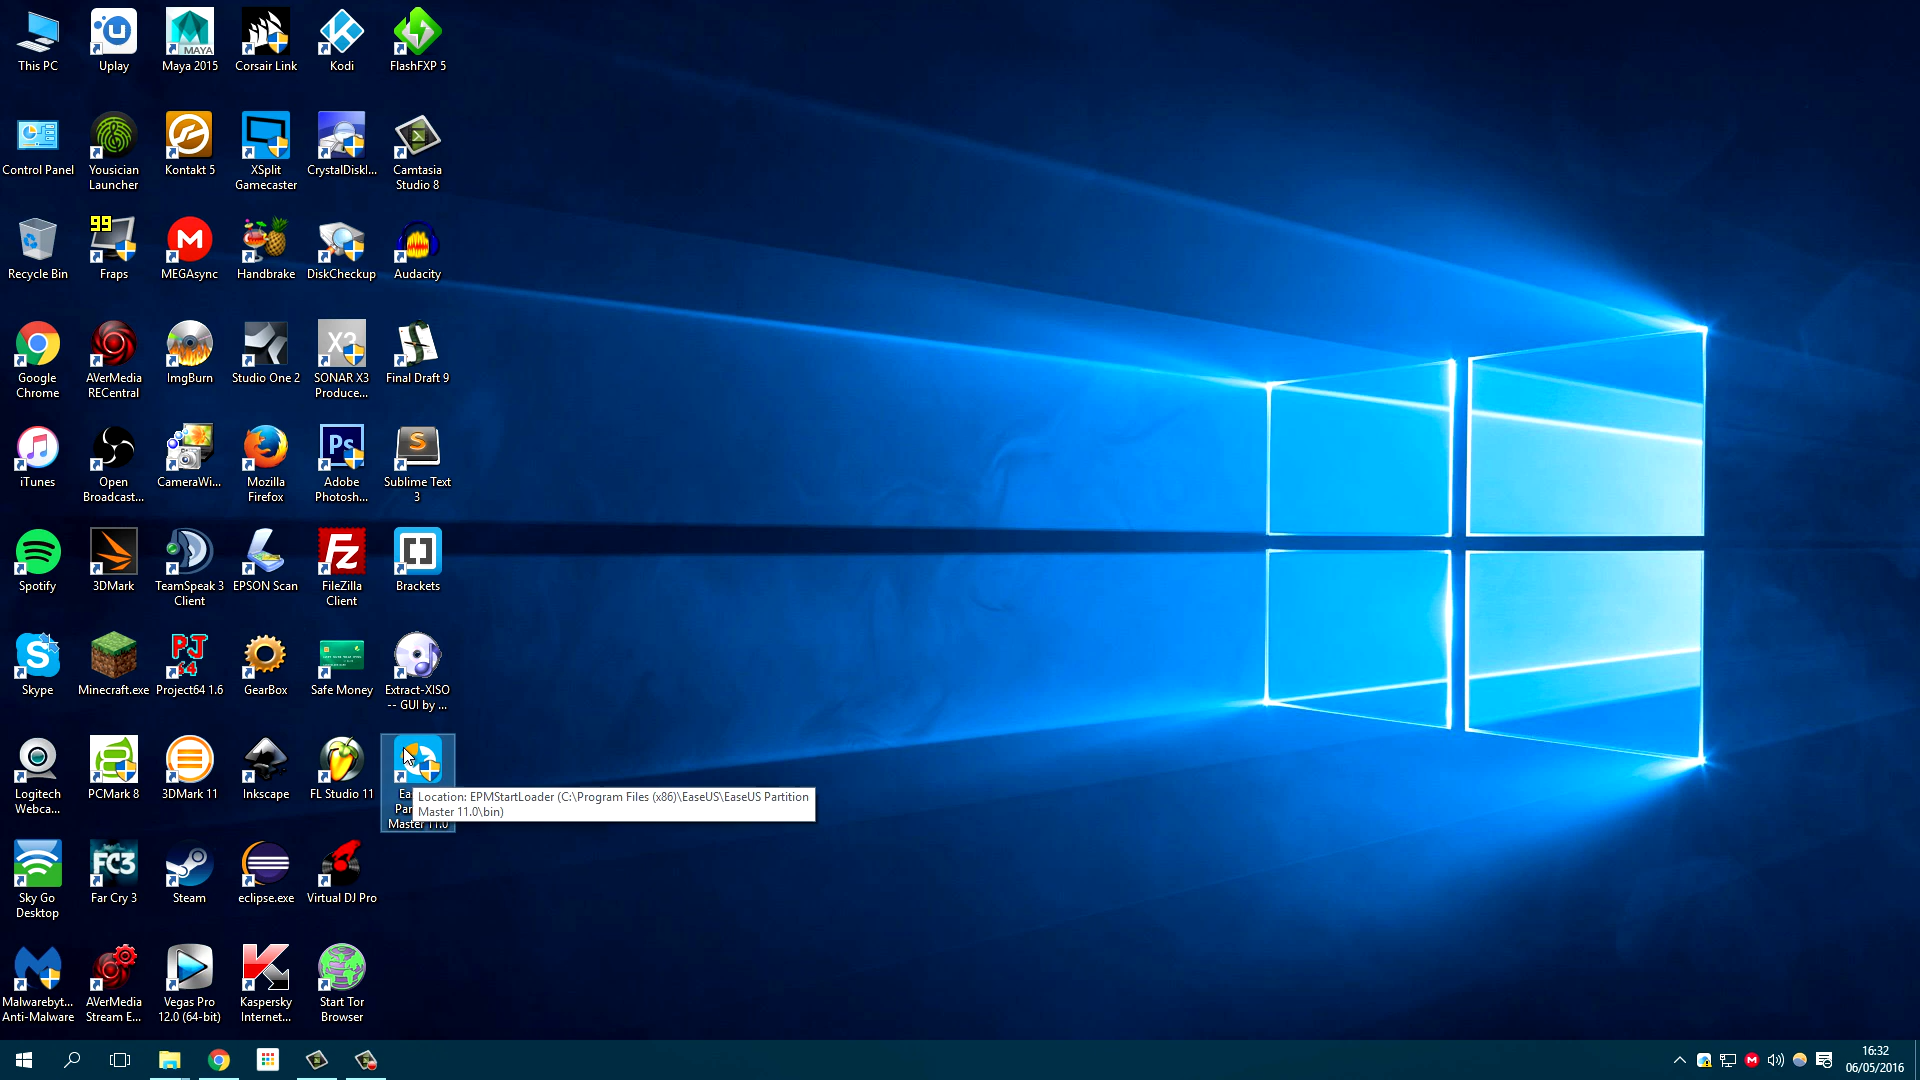 This PC
Uplay
MAYA
Maya 2015
Corsair Link
Kodi
FlashFXP 5
Control Panel
Yousician
Launcher
Kontakt 5
XSplit
Gamecaster
CrystalDiskI...
Camtasia
Studio 8
Recycle Bin
99
Fraps
MEGAsync
Handbrake
DiskCheckup
Audacity
Google
Chrome
AVerMedia
RECentral
ImgBurn
Studio One 2
X3
SONAR X3
Produce...
Final Draft 9
iTunes
Open
Broadcast...
CameraWi...
Mozilla
Firefox
Ps
Adobe
Photosh...
Sublime Text
3
Spotify
3DMark
TeamSpeak 3
Client
EPSON Scan
Fz
FileZilla
Client
Brackets
Skype
Minecraft.exe
PJ
64
Project64 1.6
GearBox
Safe Money
Extract-XISO
-- GUI by ...
Logitech
Webca...
PCMark 8
3DMark 11
Inkscape
FL Studio 11
Master 11.0
Location: EPMStartLoader (C:\Program Files (x86)\EaseUS\EaseUS Partition
Master 11.0\bin)
Sky Go
Desktop
FC3
Far Cry 3
Steam
eclipse.exe
Virtual DJ Pro
Malwarebyt...
Anti-Malware
AVerMedia
Stream E...
Vegas Pro
12.0 (64-bit)
Kaspersky
Internet...
Start Tor
Browser
16:32
06/05/2016